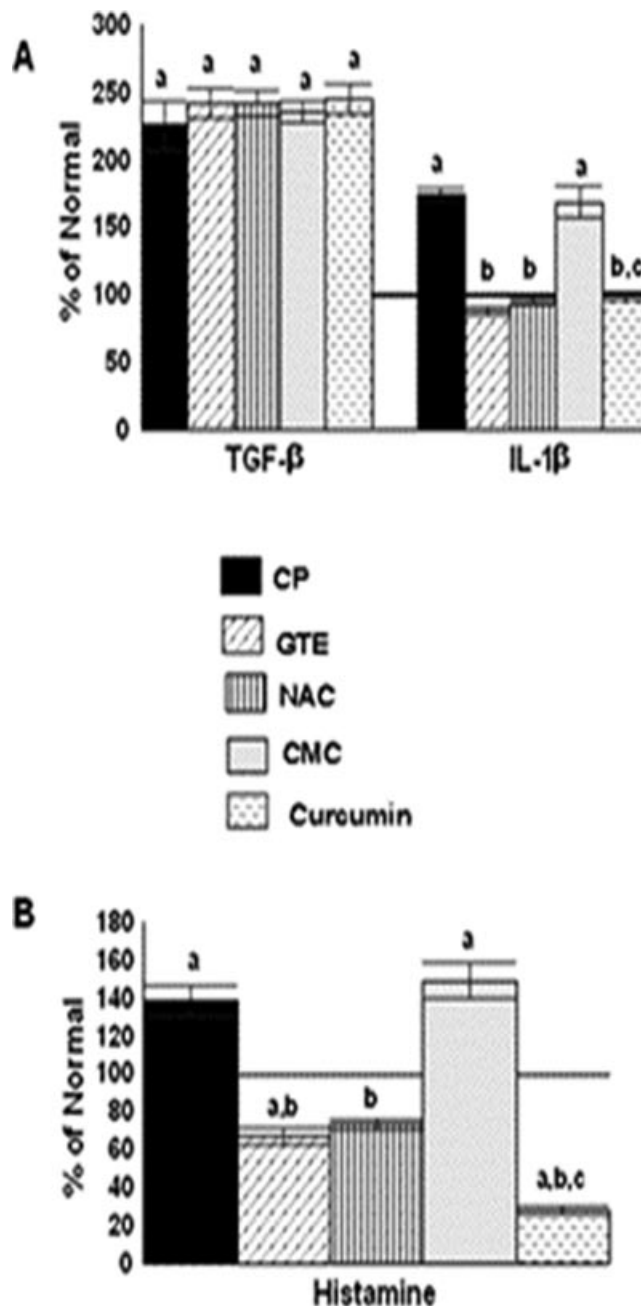 A
% of Normal
300
250
200
150
100
50
0
a a a a a
a b b a b,c
TGF-β IL-1β
CP
GTE
NAC
CMC
Curcumin
B
% of Normal
180
160
140
120
100
80
60
40
20
0
a a,b b a a,b,c
Histamine